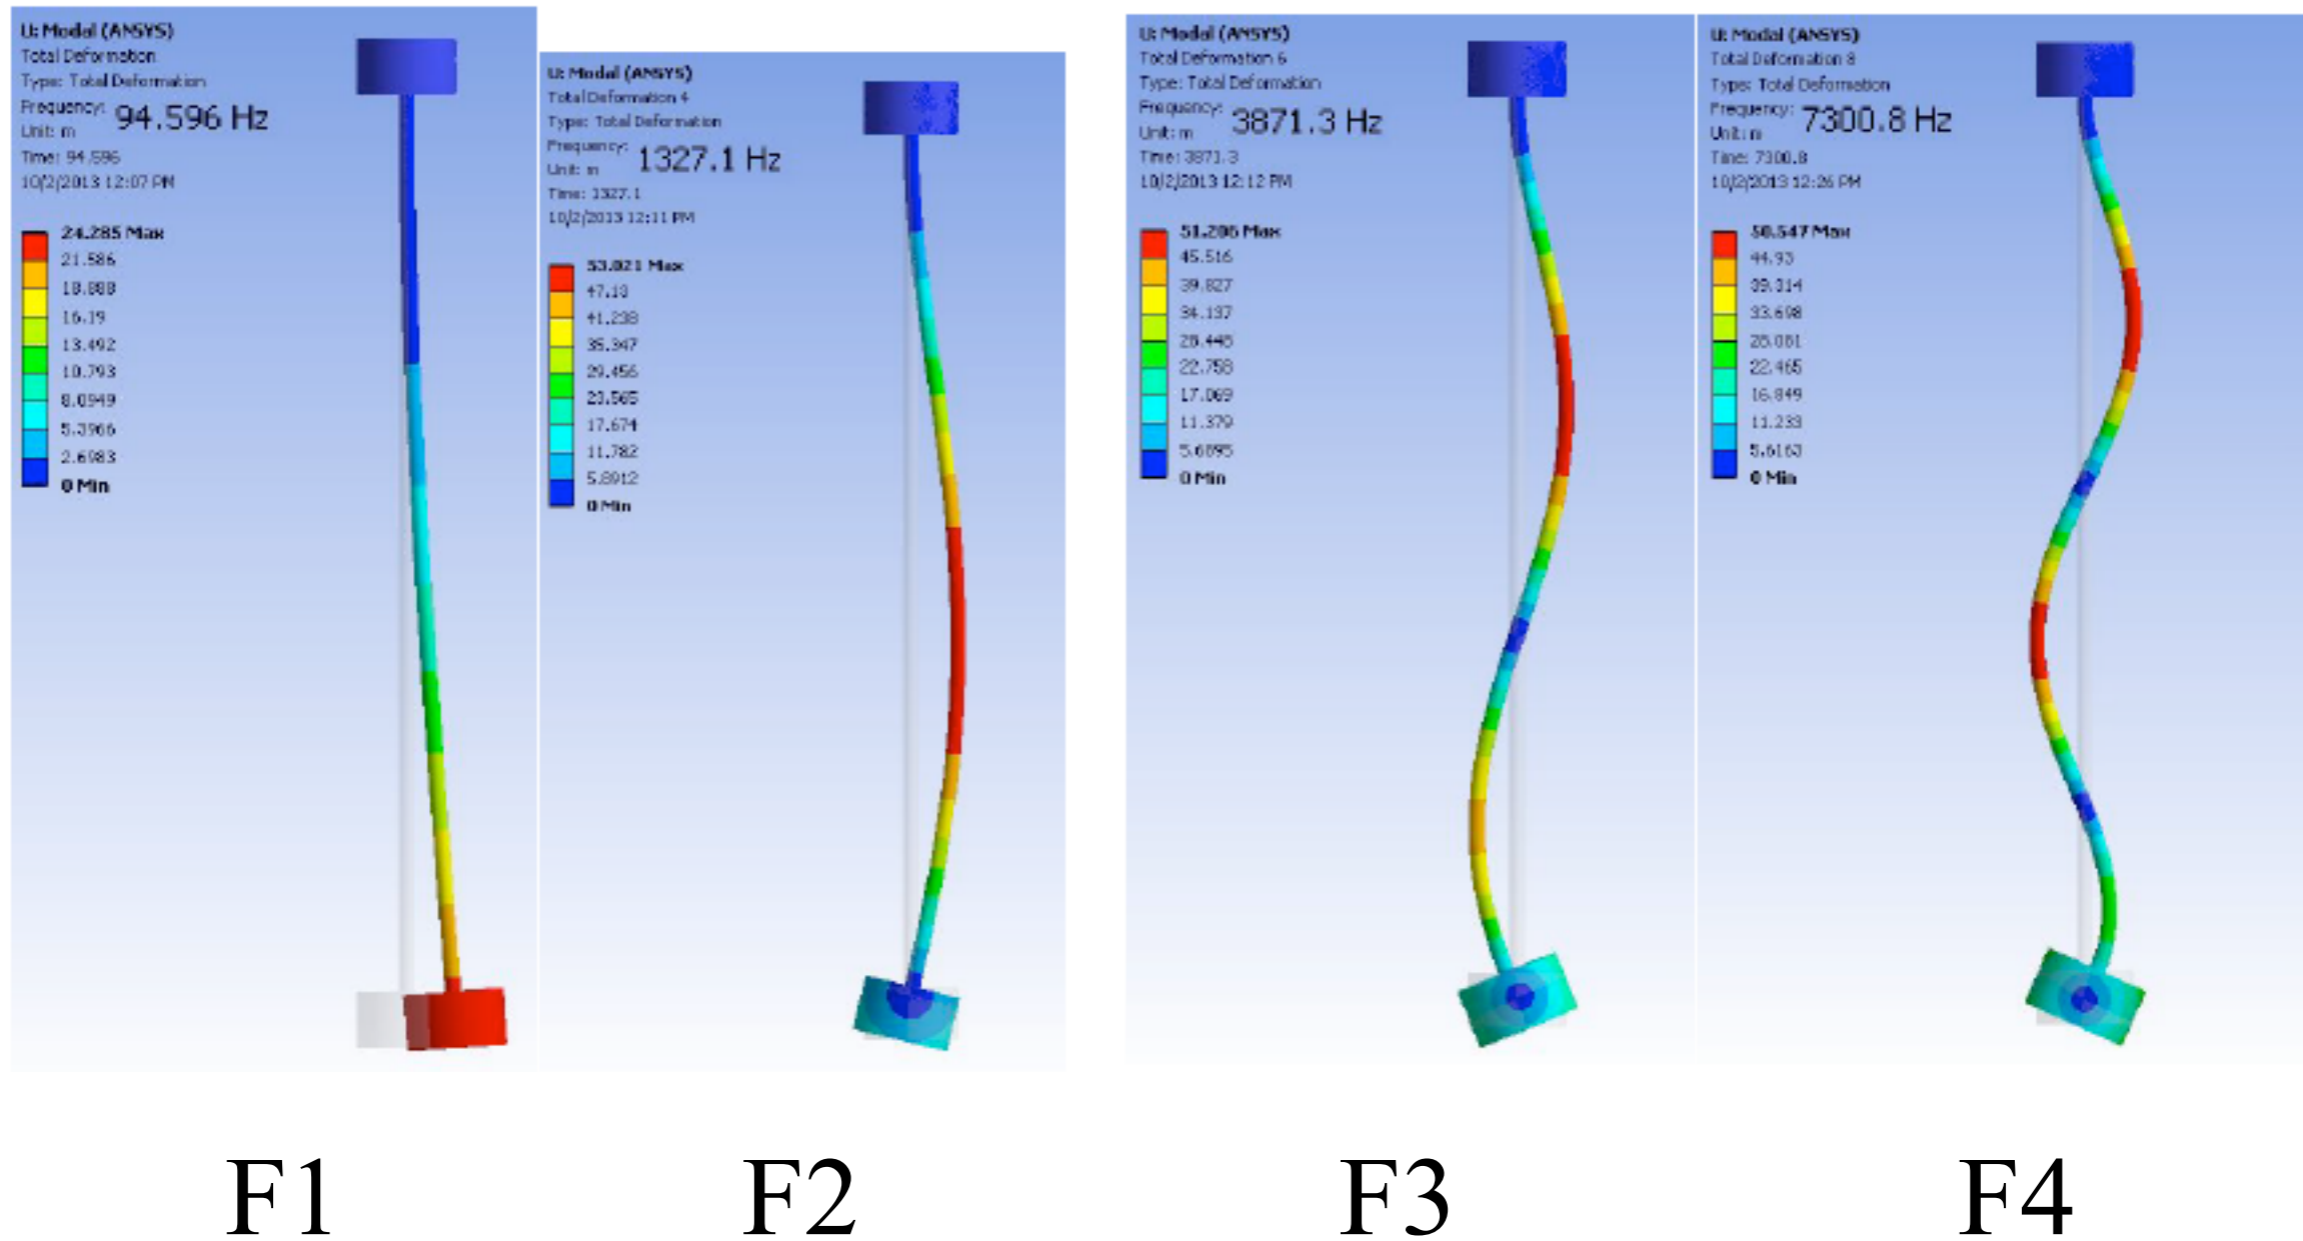 U: Modal (ANSYS)
Total Deformation
Type: Total Deformation
Frequency: 94.596 Hz
Unit: m
Time: 94.596
10/2/2013 12:07 PM
24.285 Max
21.586
18.888
16.19
13.492
10.793
8.0949
5.3966
2.6983
0 Min
U: Modal (ANSYS)
Total Deformation 4
Type: Total Deformation
Frequency: 1327.1 Hz
Unit: m
Time: 1327.1
10/2/2013 12:11 PM
53.021 Max
47.13
41.238
35.347
29.456
23.565
17.674
11.782
5.8912
0 Min
U: Modal (ANSYS)
Total Deformation 6
Type: Total Deformation
Frequency: 3871.3 Hz
Unit: m
Time: 3871.3
10/2/2013 12:12 PM
51.206 Max
45.516
39.827
34.137
28.448
22.758
17.069
11.379
5.6895
0 Min
U: Modal (ANSYS)
Total Deformation 8
Type: Total Deformation
Frequency: 7300.8 Hz
Unit: m
Time: 7300.8
10/2/2013 12:26 PM
50.547 Max
44.93
39.314
33.698
28.081
22.465
16.849
11.233
5.6163
0 Min
F1
F2
F3
F4